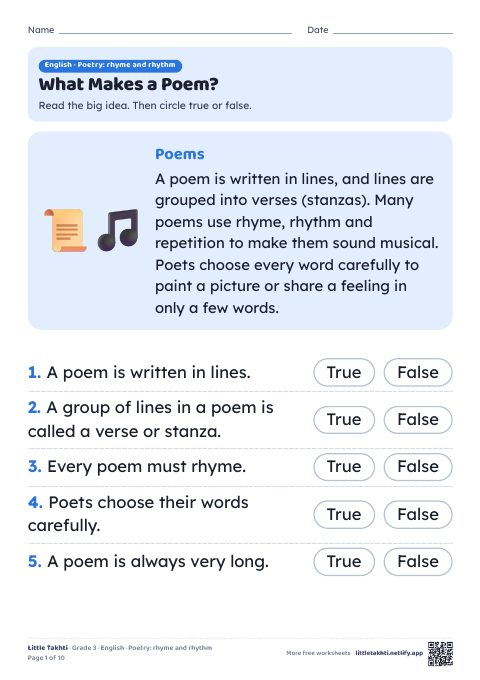 Name Date
English · Poetry: rhyme and rhythm
What Makes a Poem?
Read the big idea. Then circle true or false.
Poems
A poem is written in lines, and lines are
grouped into verses (stanzas). Many
poems use rhyme, rhythm and
repetition to make them sound musical.
Poets choose every word carefully to
paint a picture or share a feeling in
only a few words.
1. A poem is written in lines. True False
2. A group of lines in a poem is
called a verse or stanza. True False
3. Every poem must rhyme. True False
4. Poets choose their words
carefully. True False
5. A poem is always very long. True False
Little Takhti · Grade 3 · English · Poetry: rhyme and rhythm
Page 1 of 10
More free worksheets · littletakhti.netlify.app